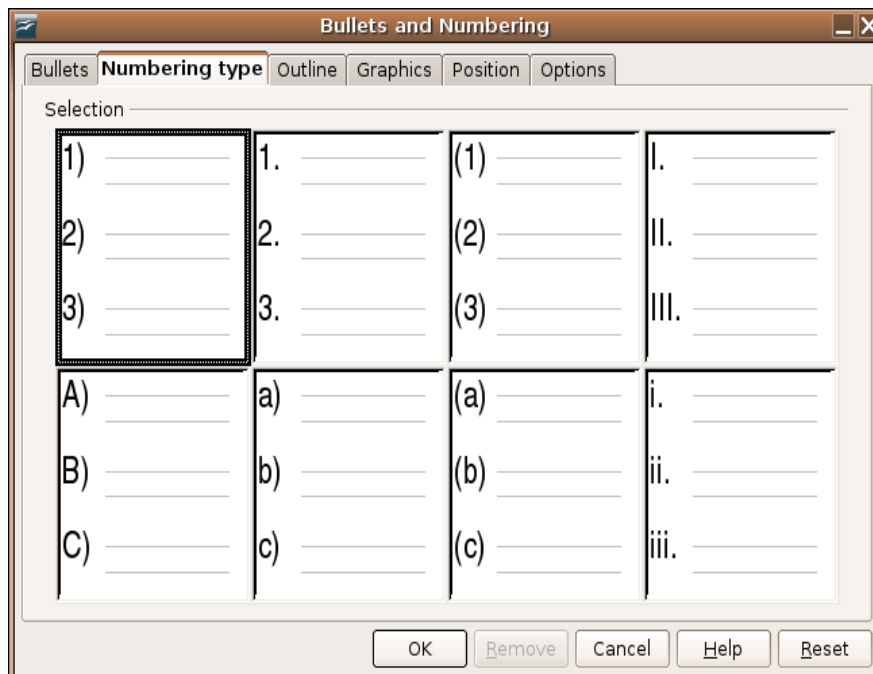 Bullets and Numbering
Bullets Numbering type Outline Graphics Position Options
Selection
1) 1. (1) I.
2) 2. (2) II.
3) 3. (3) III.
A) a) (a) i.
B) b) (b) ii.
C) c) (c) iii.
OK Remove Cancel Help Reset